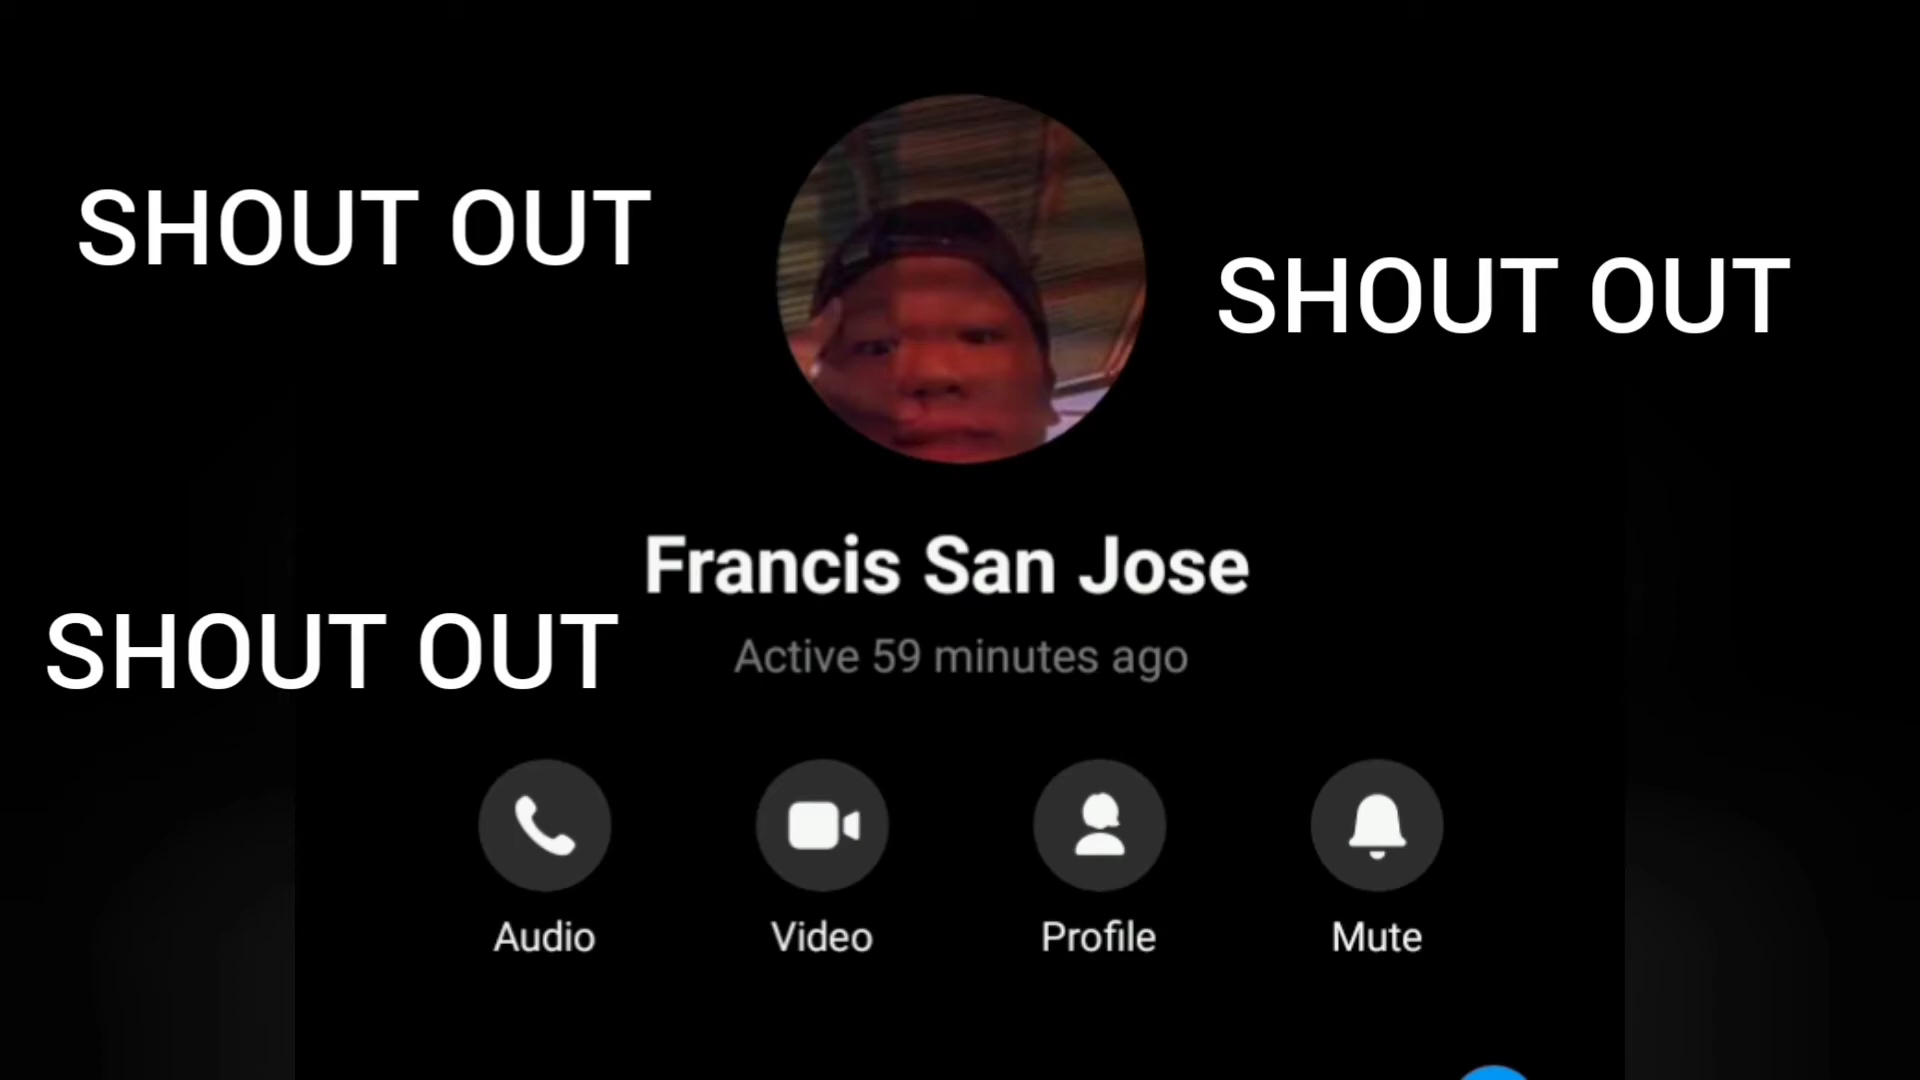 SHOUT OUT
SHOUT OUT
Francis San Jose
SHOUT OUT
Active 59 minutes ago
Audio
Video
Profile
Mute